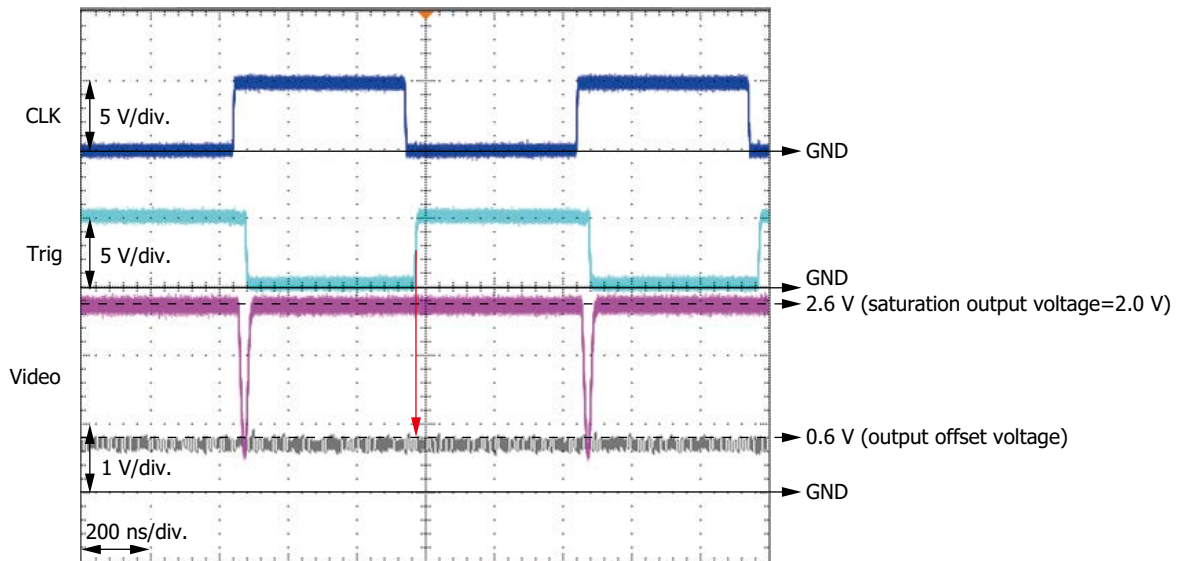 CLK
5 V/div.
GND
Trig
5 V/div.
GND
2.6 V (saturation output voltage=2.0 V)
Video
0.6 V (output offset voltage)
1 V/div.
GND
200 ns/div.